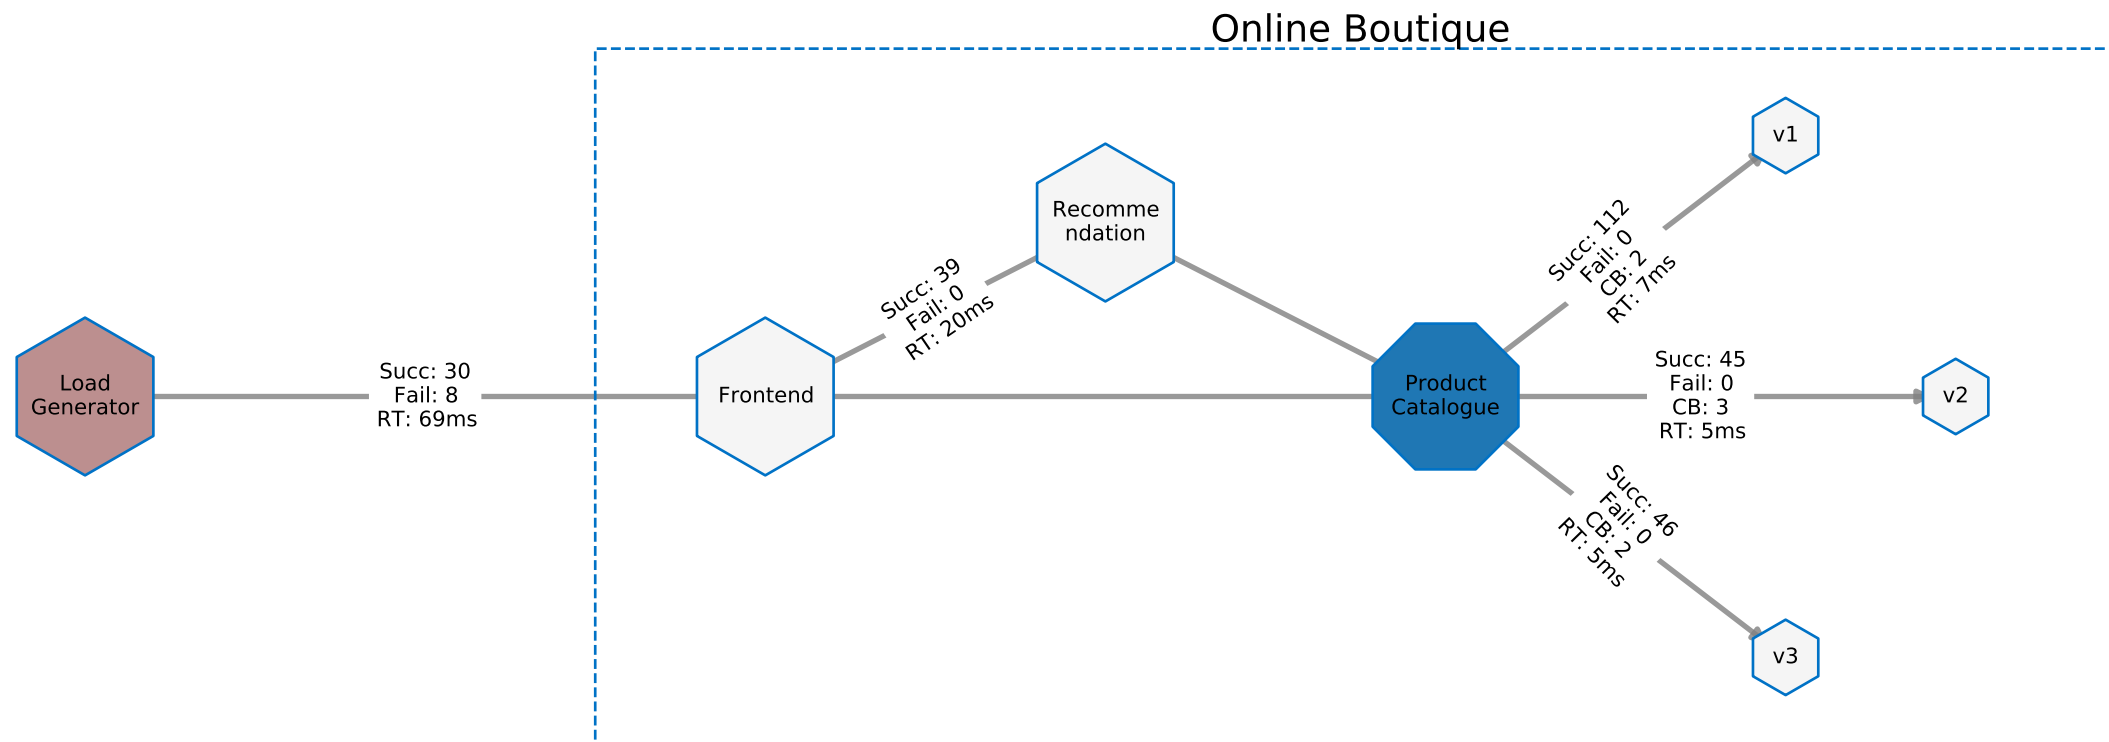 Online Boutique
Load
Generator
Succ: 30
Fail: 8
RT: 69ms
Frontend
Succ: 39
Fail: 0
RT: 20ms
Recomme
ndation
Product
Catalogue
Succ: 112
Fail: 0
CB: 2
RT: 7ms
v1
Succ: 45
Fail: 0
CB: 3
RT: 5ms
v2
Succ: 46
Fail: 0
CB: 2
RT: 5ms
v3